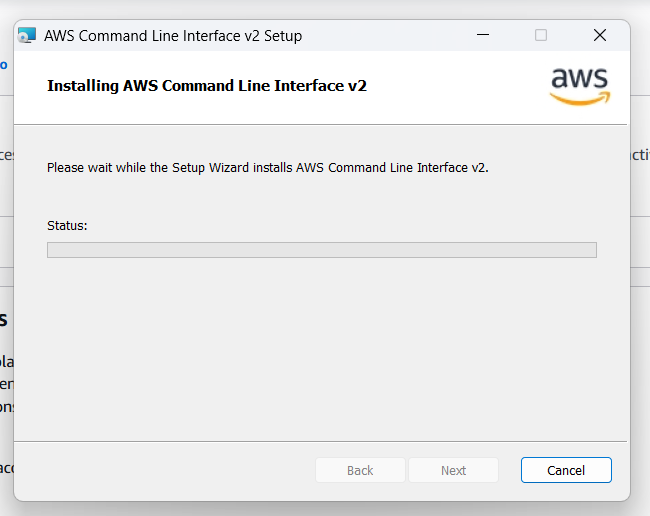 AWS Command Line Interface v2 Setup
Installing AWS Command Line Interface v2
aws
Please wait while the Setup Wizard installs AWS Command Line Interface v2.
Status:
Back
Next
Cancel